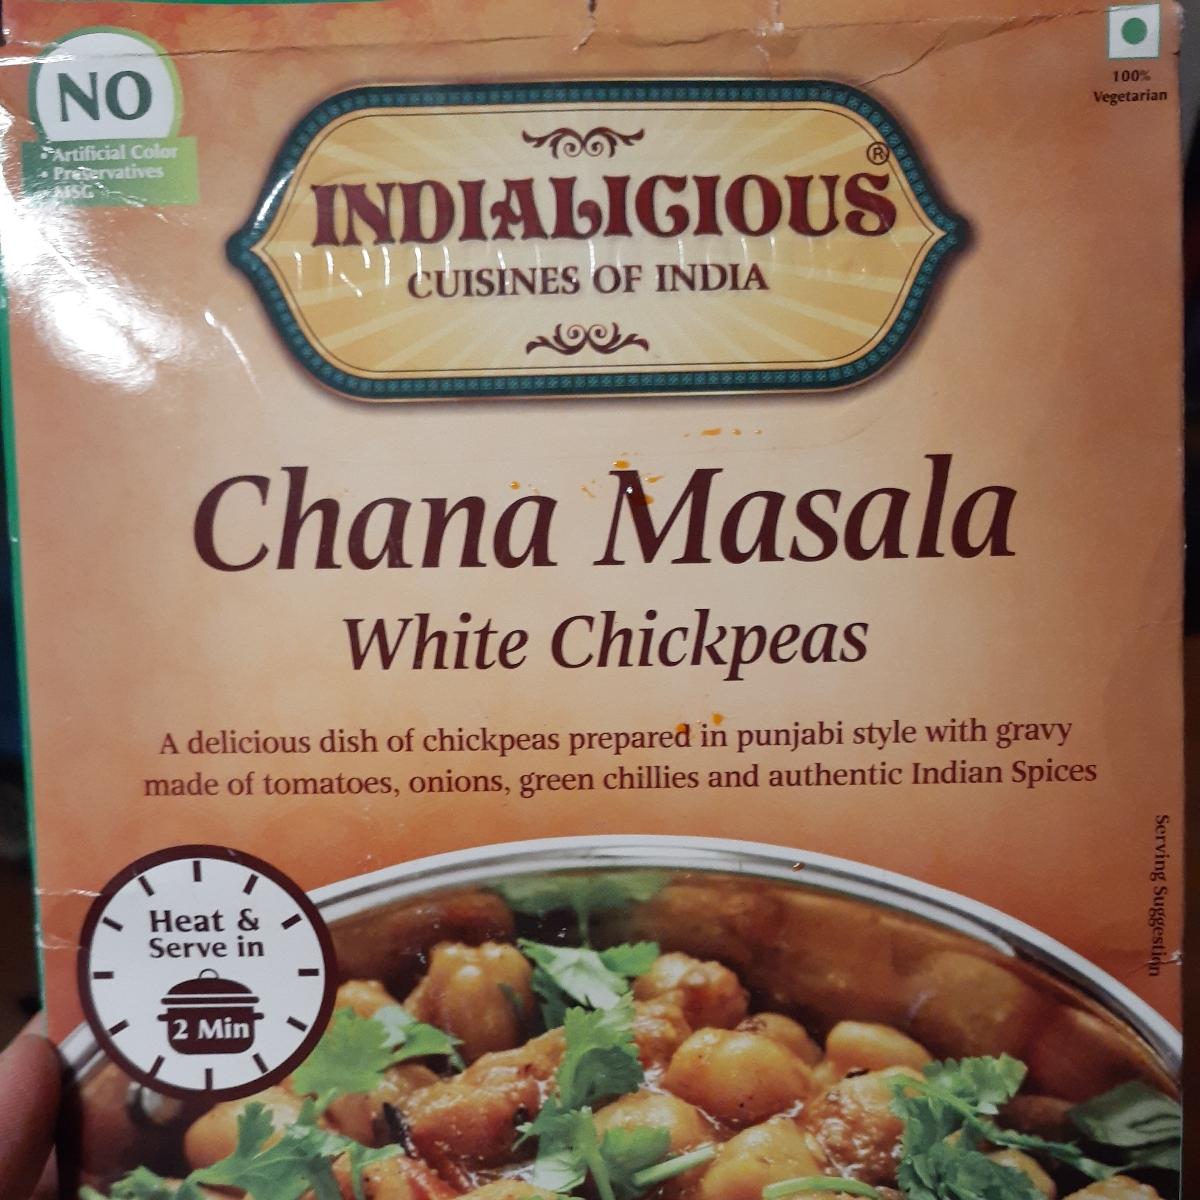 NO
• Artificial Color
• Preservatives
MSG
100%
Vegetarian
INDIALICIOUS®
CUISINES OF INDIA
Chana Masala
White Chickpeas
A delicious dish of chickpeas prepared in punjabi style with gravy
made of tomatoes, onions, green chillies and authentic Indian Spices
Heat &
Serve in
2 Min
Serving Suggestion